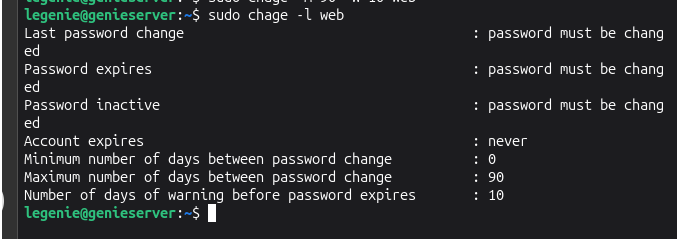 legenie@genieserver:~$ sudo chage -l web
Last password change : password must be chang
ed
Password expires : password must be chang
ed
Password inactive : password must be chang
ed
Account expires : never
Minimum number of days between password change : 0
Maximum number of days between password change : 90
Number of days of warning before password expires : 10
legenie@genieserver:~$